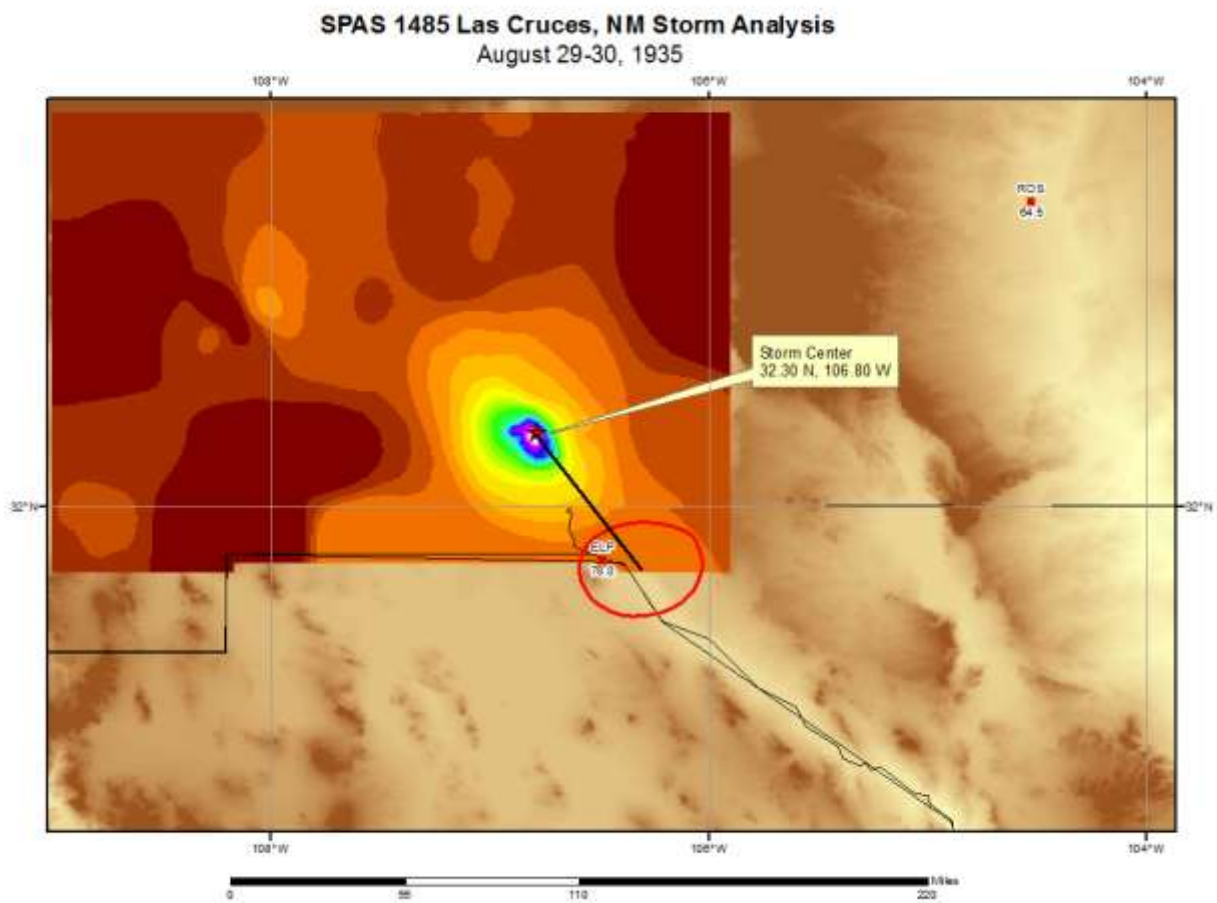 SPAS 1485 Las Cruces, NM Storm Analysis
August 29-30, 1935
108°W 106°W 104°W
ROS
64.5
Storm Center
32.30 N, 106.80 W
32°N 32°N
ELP
108°W 106°W 104°W
Miles
0 55 110 220